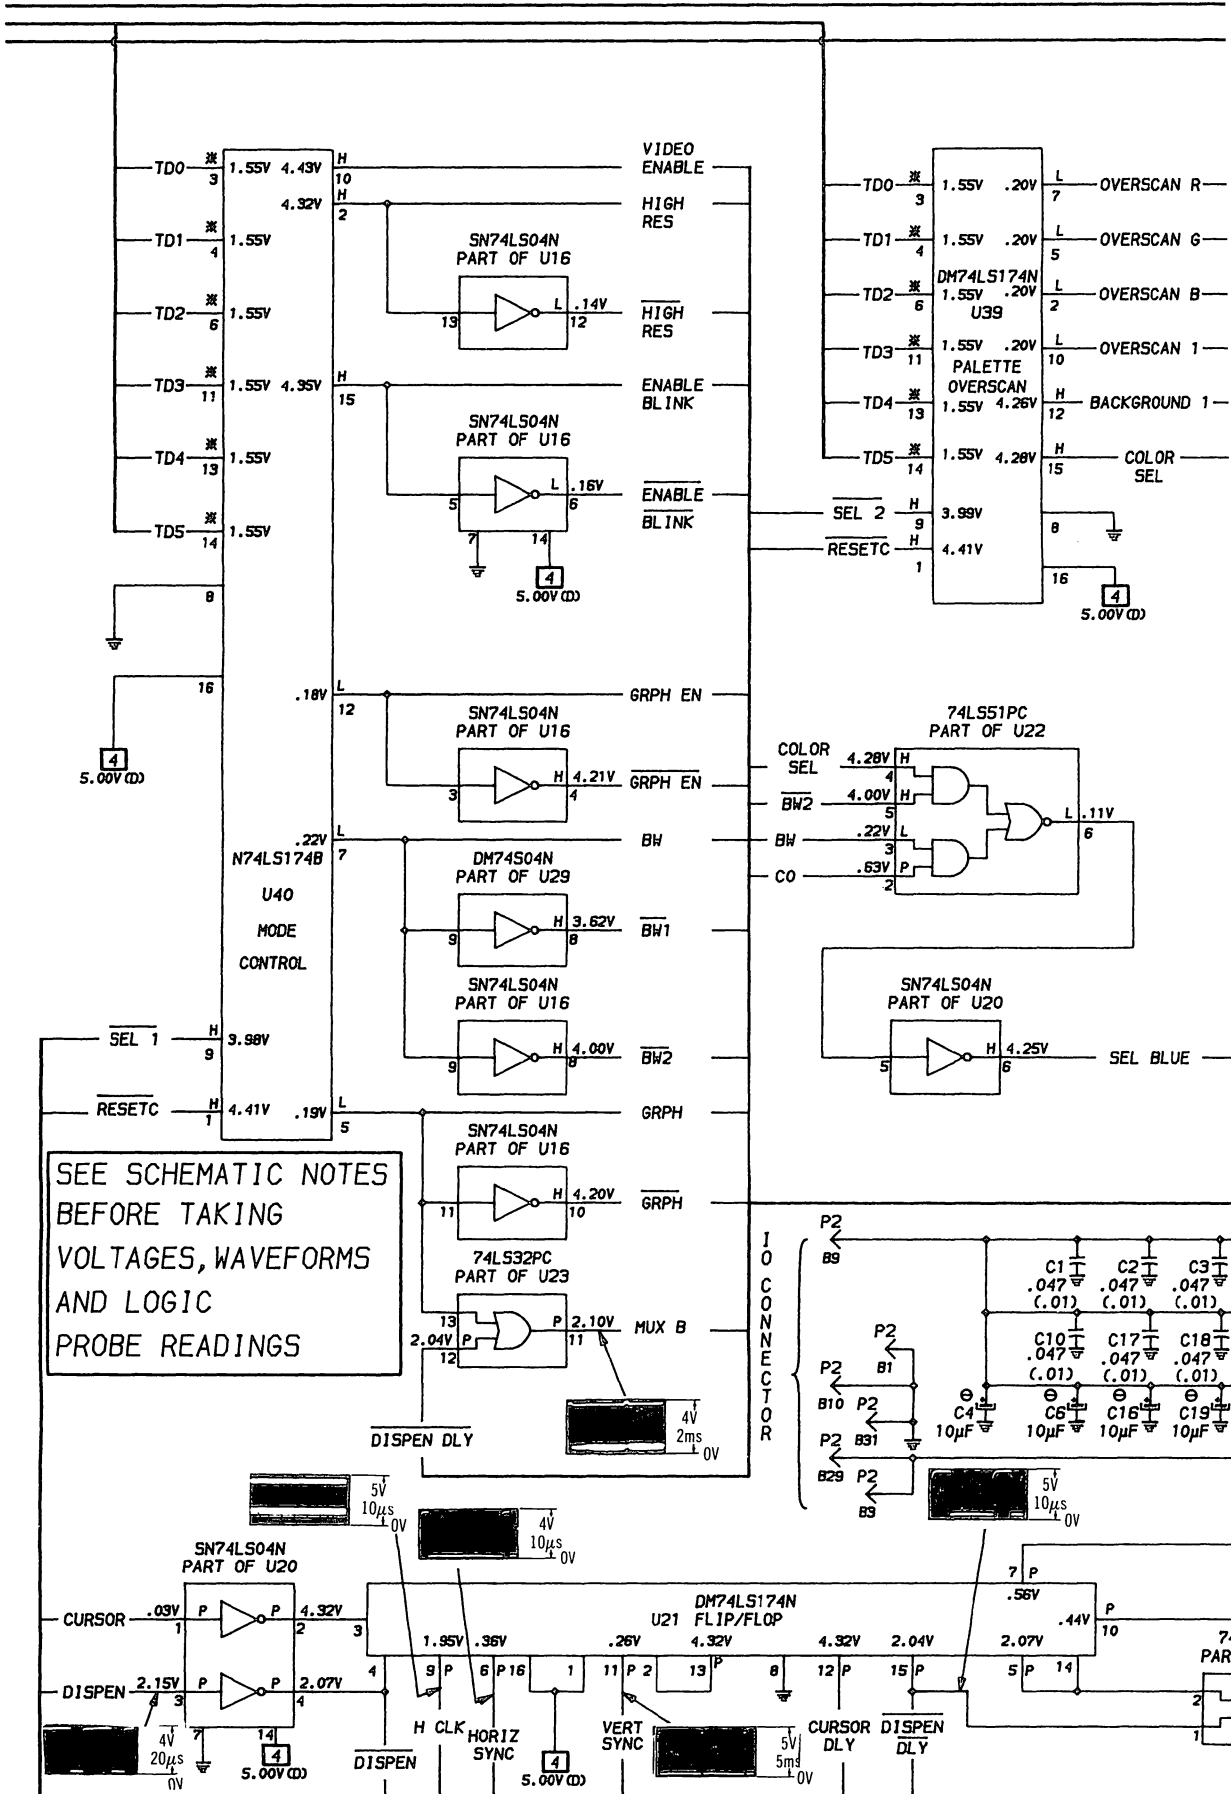 VIDEO
ENABLE
TD0 ※ 3 1.55V 4.43V H 10
4.32V H 2
HIGH
RES
TD1 ※ 4 1.55V
SN74LS04N
PART OF U16
13 L .14V 12
HIGH
RES
TD2 ※ 6 1.55V
TD3 ※ 11 1.55V 4.35V H 15
ENABLE
BLINK
SN74LS04N
PART OF U16
5 L .16V 6
ENABLE
BLINK
7 14
4
5.00V(D)
TD4 ※ 13 1.55V
TD5 ※ 14 1.55V
8
16
4
5.00V(D)
.18V L 12
GRPH EN
SN74LS04N
PART OF U16
3 H 4.21V 4
GRPH EN
.22V L 7
BW
N74LS174B
U40
MODE
CONTROL
DM74S04N
PART OF U29
9 H 3.62V 8
BW1
SN74LS04N
PART OF U16
9 H 4.00V 8
BW2
SEL 1 H 9 3.98V
RESETC H 1 4.41V .19V L 5
GRPH
SN74LS04N
PART OF U16
11 H 4.20V 10
GRPH
74LS32PC
PART OF U23
13
2.04V P 12
P 2.10V 11
MUX B
DISPEN DLY
4V
2ms
0V
SEE SCHEMATIC NOTES
BEFORE TAKING
VOLTAGES, WAVEFORMS
AND LOGIC
PROBE READINGS
TD0 ※ 3 1.55V .20V L 7 OVERSCAN R
TD1 ※ 4 1.55V .20V L 5 OVERSCAN G
DM74LS174N
TD2 ※ 6 1.55V .20V L 2 OVERSCAN B
U39
TD3 ※ 11 1.55V .20V L 10 OVERSCAN 1
PALETTE
OVERSCAN
TD4 ※ 13 1.55V 4.26V H 12 BACKGROUND 1
TD5 ※ 14 1.55V 4.28V H 15 COLOR
SEL
SEL 2 H 9 3.99V 8
RESETC H 1 4.41V 16
4
5.00V(D)
74LS51PC
PART OF U22
COLOR
SEL
4.28V H 4
BW2 4.00V H 5
BW .22V L 3
CO .63V P 2
L .11V 6
SN74LS04N
PART OF U20
5 H 4.25V 6
SEL BLUE
IO CONNECTOR
P2
B9
P2
B1
P2
B10
P2
B31
P2
B29
P2
B3
C1 C2 C3
.047 .047 .047
(.01) (.01) (.01)
C10 C17 C18
.047 .047 .047
(.01) (.01) (.01)
C4 C6 C16 C19
10µF 10µF 10µF 10µF
5V
10µs
0V
4V
10µs
0V
5V
10µs
0V
SN74LS04N
PART OF U20
CURSOR .03V 1 P P 4.32V 2
DISPEN 2.15V 3 P P 2.07V 4
7 14
4
5.00V(D)
4V
20µs
0V
DM74LS174N
U21 FLIP/FLOP
7 P
.56V
.44V P 10
3
1.95V .36V .26V 4.32V 4.32V 2.04V 2.07V
4 9 P 6 P 16 1 11 P 2 13 P 8 12 P 15 P 5 P 14
DISPEN
H CLK
HORIZ
SYNC
4
5.00V(D)
VERT
SYNC
5V
5ms
0V
CURSOR
DLY
DISPEN
DLY
74
PAR
2
1